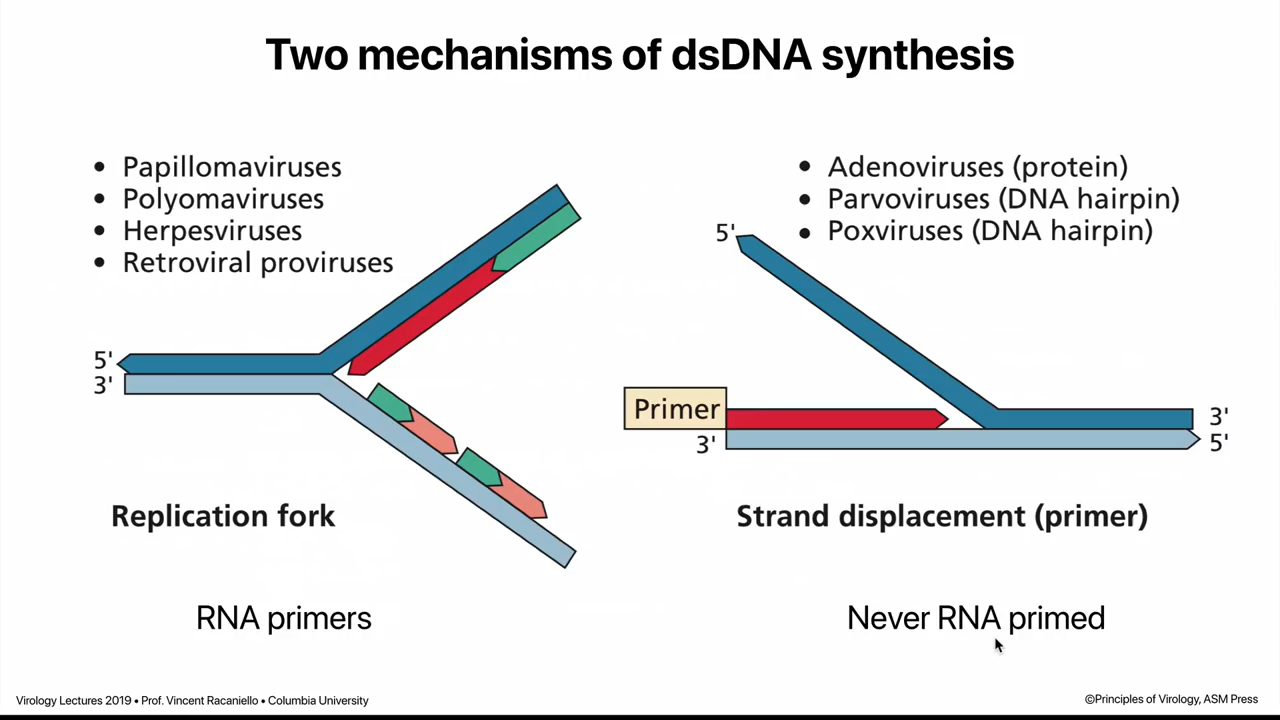 Two mechanisms of dsDNA synthesis
• Papillomaviruses
• Polyomaviruses
• Herpesviruses
• Retroviral proviruses
5'
3'
Replication fork
RNA primers
• Adenoviruses (protein)
• Parvoviruses (DNA hairpin)
• Poxviruses (DNA hairpin)
5'
Primer
3'
3'
5'
Strand displacement (primer)
Never RNA primed
Virology Lectures 2019 • Prof. Vincent Racaniello • Columbia University
©Principles of Virology, ASM Press